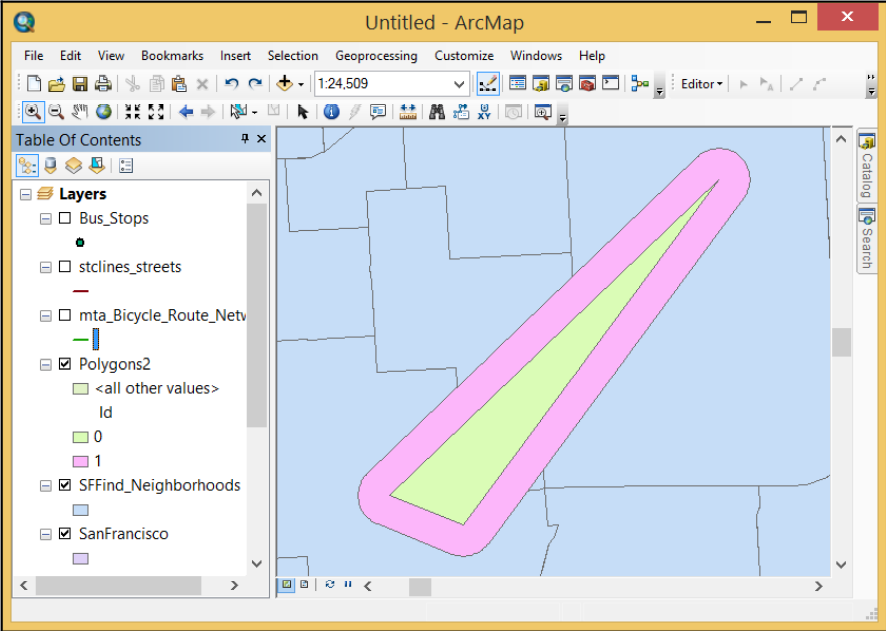 Untitled - ArcMap
File Edit View Bookmarks Insert Selection Geoprocessing Customize Windows Help
1:24,509
Editor
Table Of Contents
Layers
Bus_Stops
stclines_streets
mta_Bicycle_Route_Netw
Polygons2
<all other values>
Id
0
1
SFFind_Neighborhoods
SanFrancisco
Catalog
Search